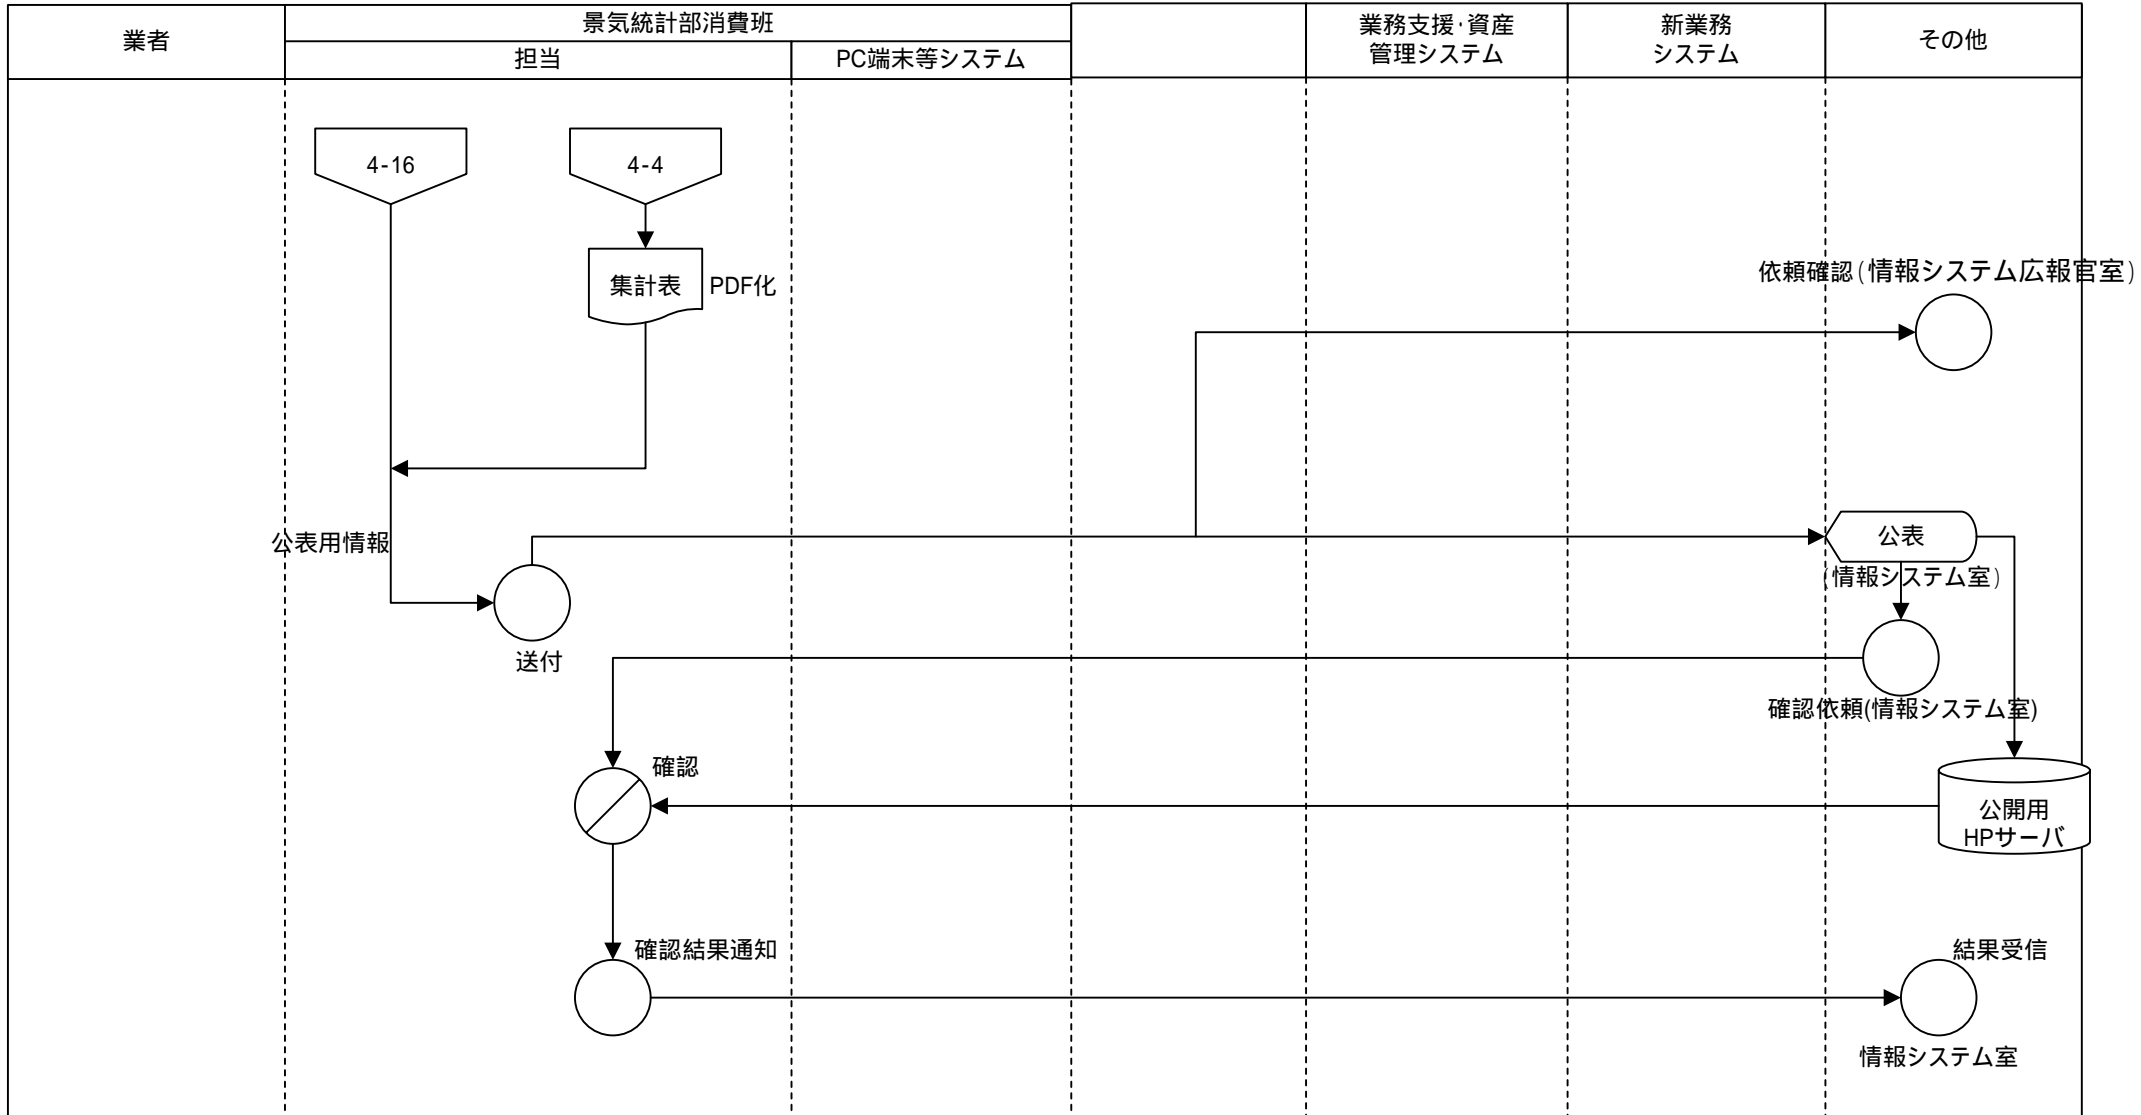 業者
景気統計部消費班
担当
PC端末等システム
業務支援･資産
管理システム
新業務
システム
その他
4-16
4-4
集計表
PDF化
依頼確認(情報システム広報官室)
公表用情報
公表
(情報システム室)
送付
確認依頼(情報システム室)
確認
公開用
HPサーバ
確認結果通知
結果受信
情報システム室